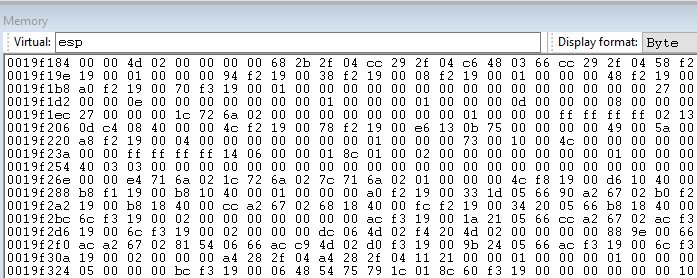 Memory
Virtual: esp Display format: Byte
0019f184 00 00 4d 02 00 00 00 00 68 2b 2f 04 cc 29 2f 04 c6 48 03 66 cc 29 2f 04 58 f2
0019f19e 19 00 01 00 00 00 94 f2 19 00 38 f2 19 00 08 f2 19 00 01 00 00 00 48 f2 19 00
0019f1b8 a0 f2 19 00 70 f3 19 00 01 00 00 00 00 00 00 00 00 00 00 00 00 00 00 00 27 00
0019f1d2 00 00 0e 00 00 00 00 00 00 00 01 00 00 00 01 00 00 00 0d 00 00 00 08 00 00 00
0019f1ec 27 00 00 00 1c 72 6a 02 00 00 00 00 01 00 00 00 00 00 00 00 ff ff ff ff 02 13
0019f206 0d c4 08 40 00 00 4c f2 19 00 78 f2 19 00 e6 13 0b 75 00 00 00 00 49 00 5a 00
0019f220 a8 f2 19 00 04 00 00 00 00 00 00 00 01 00 00 00 73 00 10 00 4c 00 00 00 00 00
0019f23a 00 00 ff ff ff ff 14 06 00 00 01 8c 01 00 02 00 00 00 00 00 00 00 01 00 00 00
0019f254 40 03 03 00 00 00 00 00 00 00 00 00 00 00 00 00 00 00 00 00 00 00 00 00 00 00
0019f26e 00 00 e4 71 6a 02 1c 72 6a 02 7c 71 6a 02 01 00 00 00 4c f8 19 00 d6 10 40 00
0019f288 b8 f1 19 00 b8 10 40 00 01 00 00 00 a0 f2 19 00 33 1d 05 66 90 a2 67 02 b0 f2
0019f2a2 19 00 b8 18 40 00 cc a2 67 02 68 18 40 00 fc f2 19 00 34 20 05 66 b8 18 40 00
0019f2bc 6c f3 19 00 02 00 00 00 00 00 00 00 ac f3 19 00 1a 21 05 66 cc a2 67 02 ac f3
0019f2d6 19 00 6c f3 19 00 02 00 00 00 00 00 dc 06 4d 02 f4 20 4d 02 00 00 88 9e 00 66
0019f2f0 ac a2 67 02 81 54 06 66 ac c9 4d 02 d0 f3 19 00 9b 24 05 66 ac f3 19 00 6c f3
0019f30a 19 00 02 00 00 00 a4 28 2f 04 a4 28 2f 04 11 21 00 00 01 00 00 00 01 00 00 00
0019f324 05 00 00 00 bc f3 19 00 06 48 54 75 79 1c 01 8c 60 f3 19 00 00 00 00 00 00 00